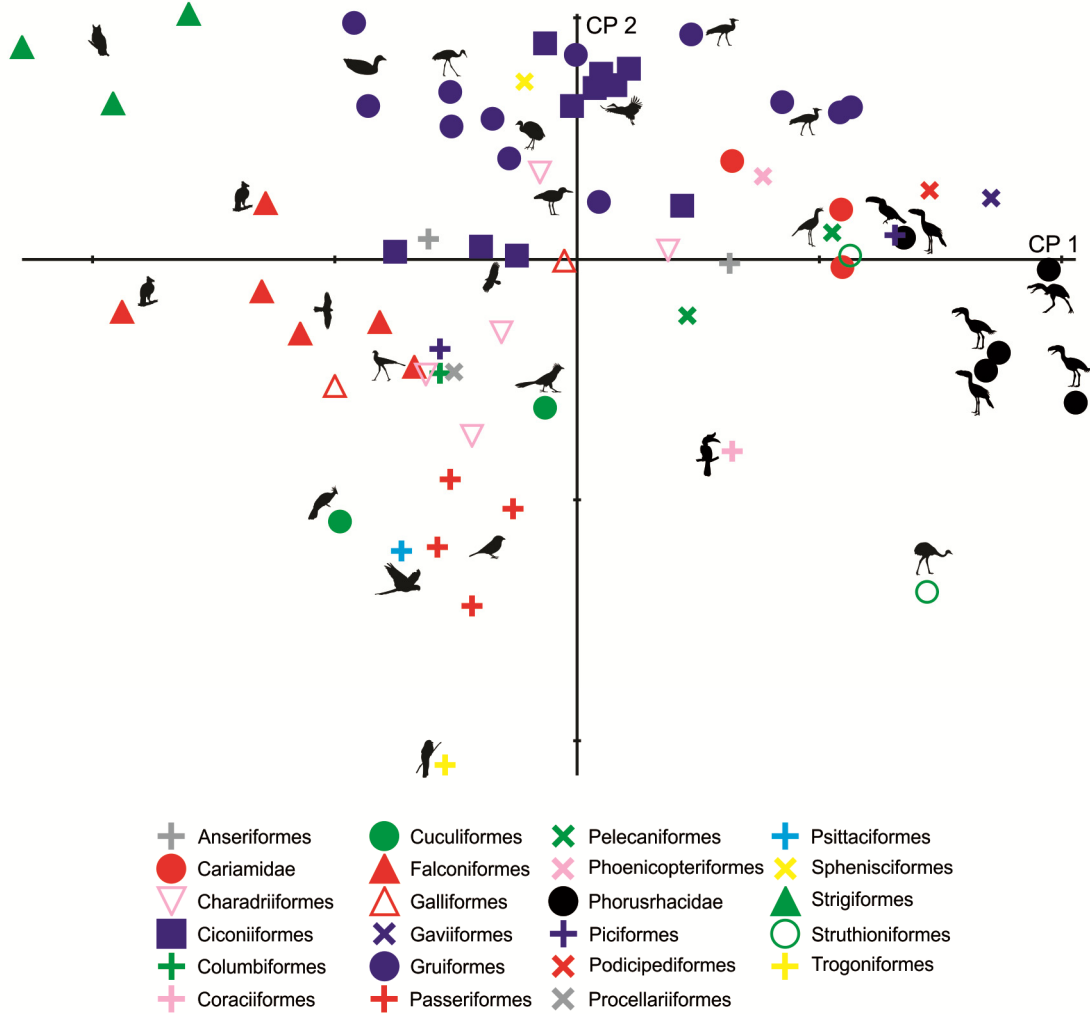 CP 2
CP 1
Anseriformes
Cariamidae
Charadriiformes
Ciconiiformes
Columbiformes
Coraciiformes
Cuculiformes
Falconiformes
Galliformes
Gaviiformes
Gruiformes
Passeriformes
Pelecaniformes
Phoenicopteriformes
Phorusrhacidae
Piciformes
Podicipediformes
Procellariiformes
Psittaciformes
Sphenisciformes
Strigiformes
Struthioniformes
Trogoniformes